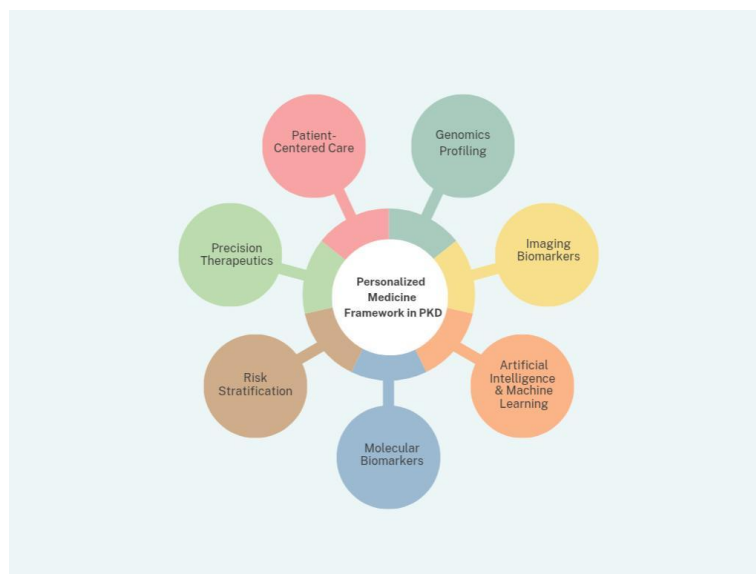 Patient-
Centered Care
Genomics
Profiling
Precision
Therapeutics
Imaging
Biomarkers
Personalized
Medicine
Framework in PKD
Risk
Stratification
Artificial
Intelligence
& Machine
Learning
Molecular
Biomarkers